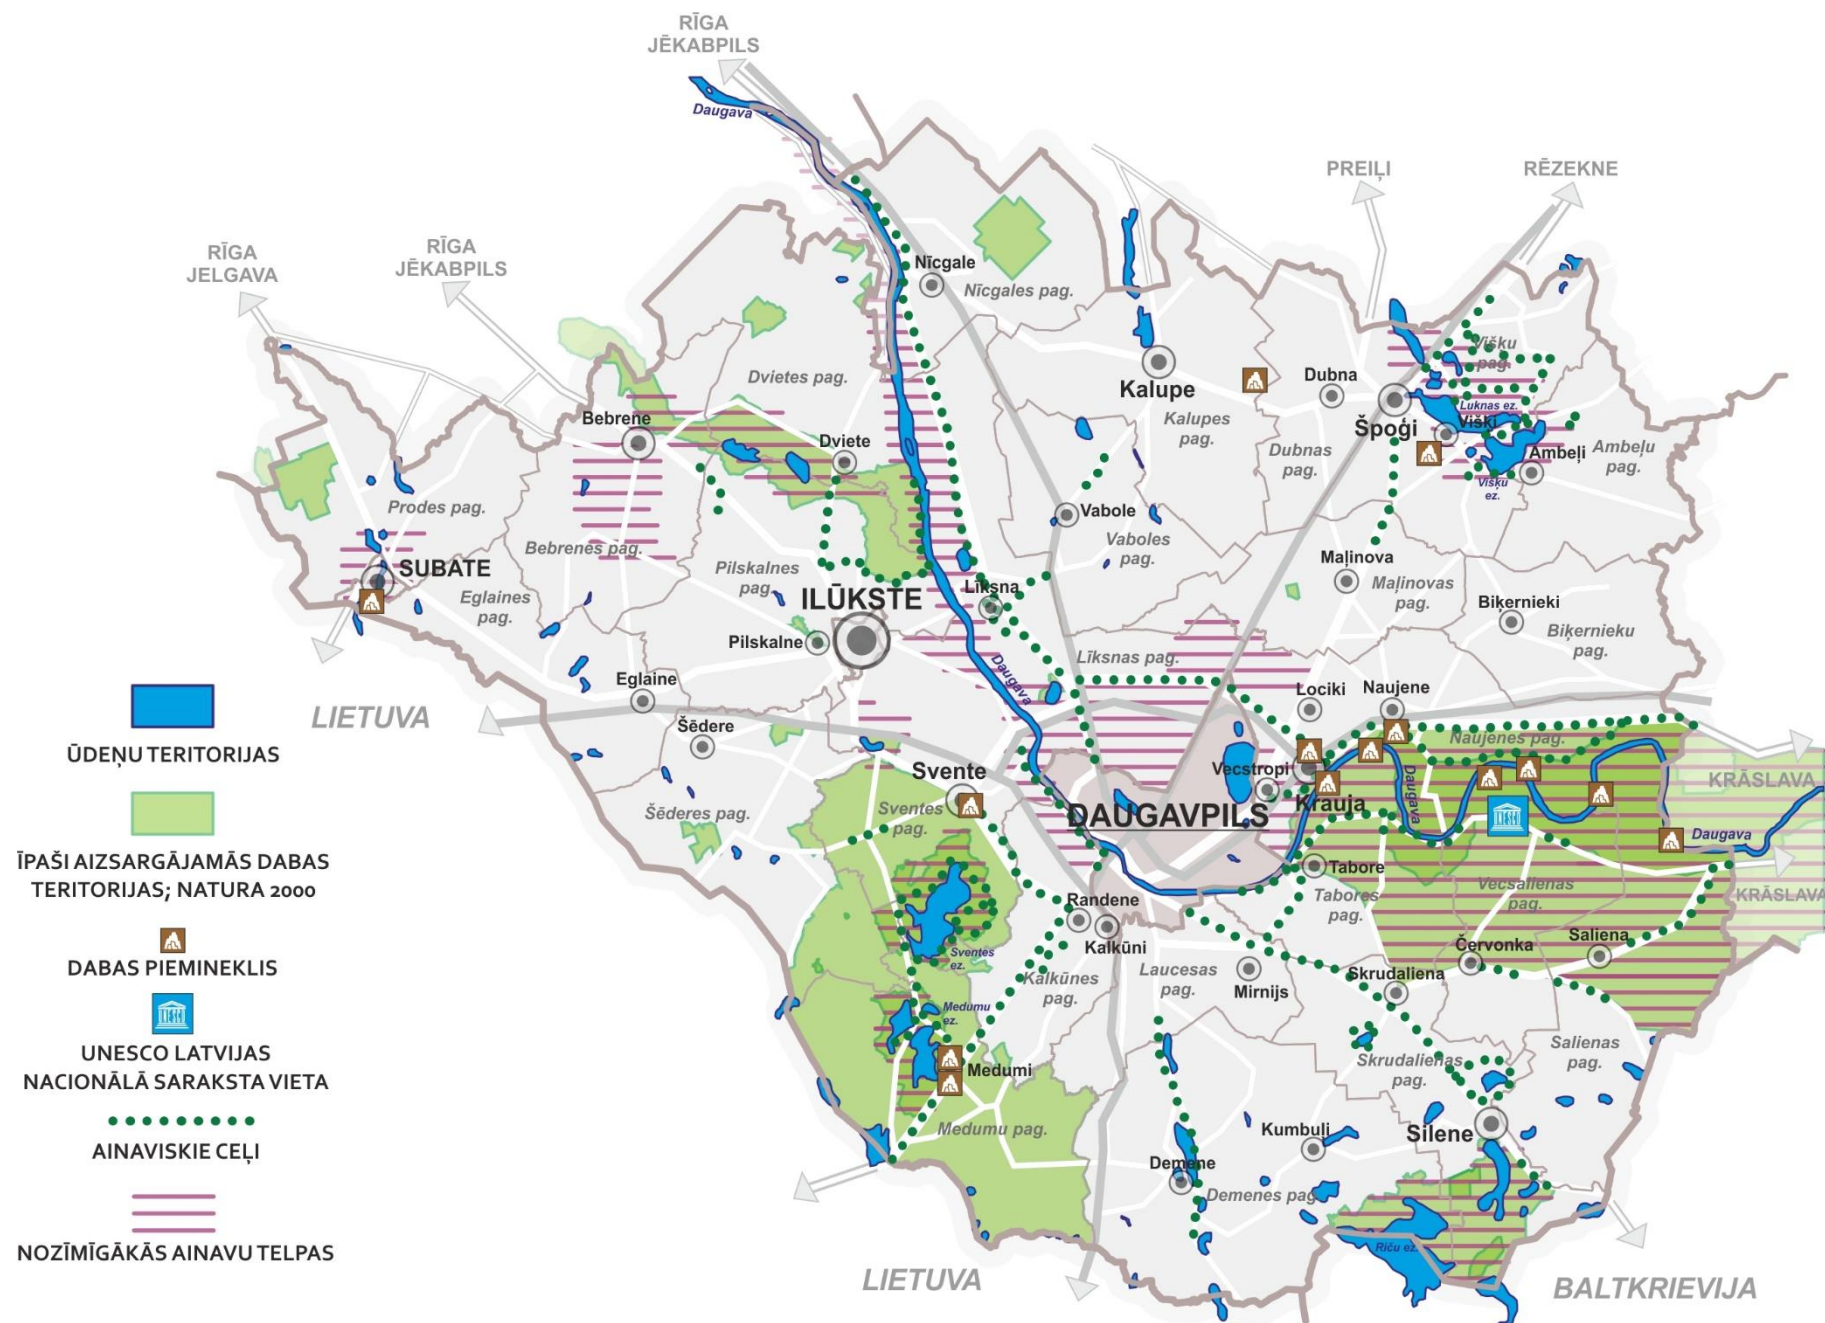 RĪGA
JĒKABPILS
Daugava
PREIĻI
RĒZEKNE
RĪGA
JELGAVA
RĪGA
JĒKABPILS
Nīcgale
Nīcgales pag.
Višķu
pag.
Dvietes pag.
Kalupe
Dubna
Luknas ez.
Bebrene
Dviete
Kalupes
pag.
Špoģi
Višķi
Dubnas
pag.
Ambeļi
Ambeļu
pag.
Višķu
ez.
Prodes pag.
Vabole
Vaboles
pag.
Bebrenes pag.
Maļinova
Maļinovas
pag.
SUBATE
Eglaines
pag.
Pilskalnes
pag.
ILŪKSTE
Līksna
Biķernieki
Biķernieku
pag.
Pilskalne
Līksnas pag.
Daugava
Eglaine
Lociki
Naujene
LIETUVA
Šēdere
Naujenes pag.
ŪDEŅU TERITORIJAS
Svente
Vecstropi
KRĀSLAVA
Krauja
Daugava
Sventes
pag.
Šēderes pag.
DAUGAVPILS
Daugava
ĪPAŠI AIZSARGĀJAMĀS DABAS
TERITORIJAS; NATURA 2000
Tabore
Tabores
pag.
Vecsalienas
pag.
KRĀSLAVA
Randene
Kalkūni
Sventes
ez.
Kalkūnes
pag.
Laucesas
pag.
Mirnijs
Skrudaliena
Červonka
Saliena
DABAS PIEMINEKLIS
Medumu
ez.
UNESCO
UNESCO
UNESCO LATVIJAS
NACIONĀLĀ SARAKSTA VIETA
Medumi
Skrudalienas
pag.
Salienas
pag.
AINAVISKIE CEĻI
Medumu pag.
Kumbuļi
Silene
Demene
Demenes pag.
NOZĪMĪGĀKĀS AINAVU TELPAS
Riču ez.
LIETUVA
BALTKRIEVIJA